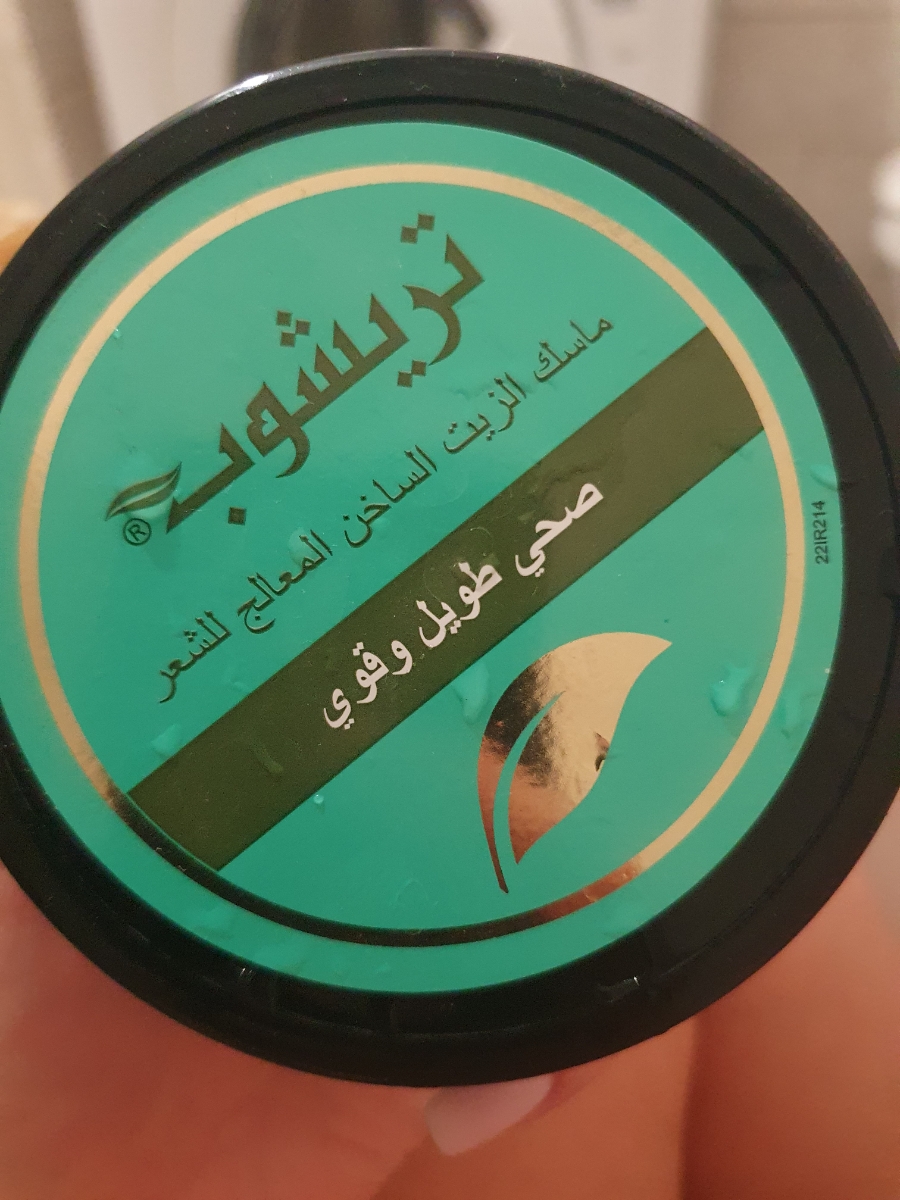 تريشوب®
ماسك الزيت الساخن المعالج للشعر
صحي طويل وقوي
22IR214